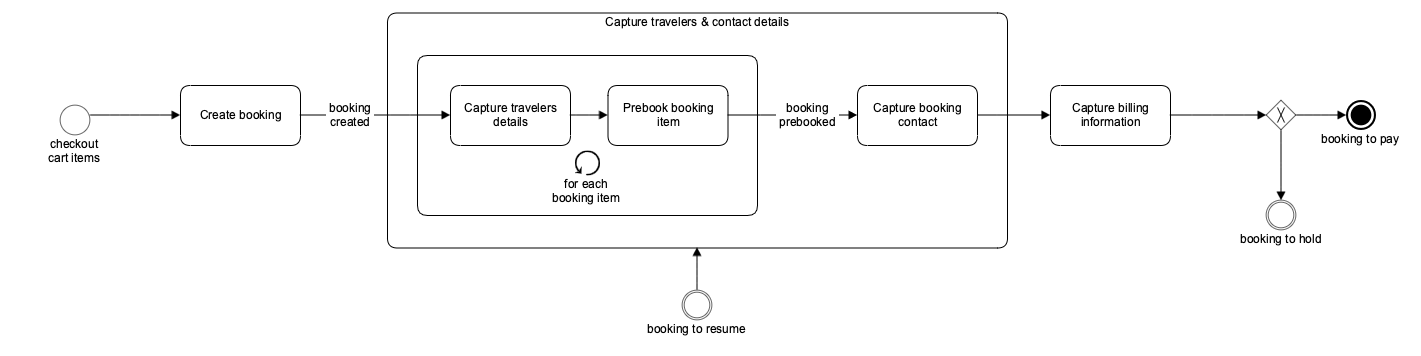 Capture travelers & contact details
checkout
cart items
Create booking
booking
created
Capture travelers
details
Prebook booking
item
for each
booking item
booking
prebooked
Capture booking
contact
Capture billing
information
X
booking to pay
booking to hold
booking to resume